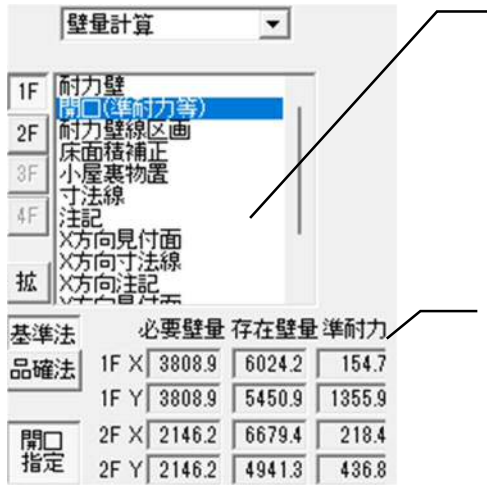 壁量計算
1F
2F
3F
4F
拡
耐力壁
開口(準耐力等)
耐力壁線区画
床面積補正
小屋裏物置
寸法線
注記
X方向見付面
X方向寸法線
X方向注記
基準法
品確法
開口
指定
必要壁量 存在壁量 準耐力
1F X 3808.9 6024.2 154.7
1F Y 3808.9 5450.9 1355.9
2F X 2146.2 6679.4 218.4
2F Y 2146.2 4941.3 436.8